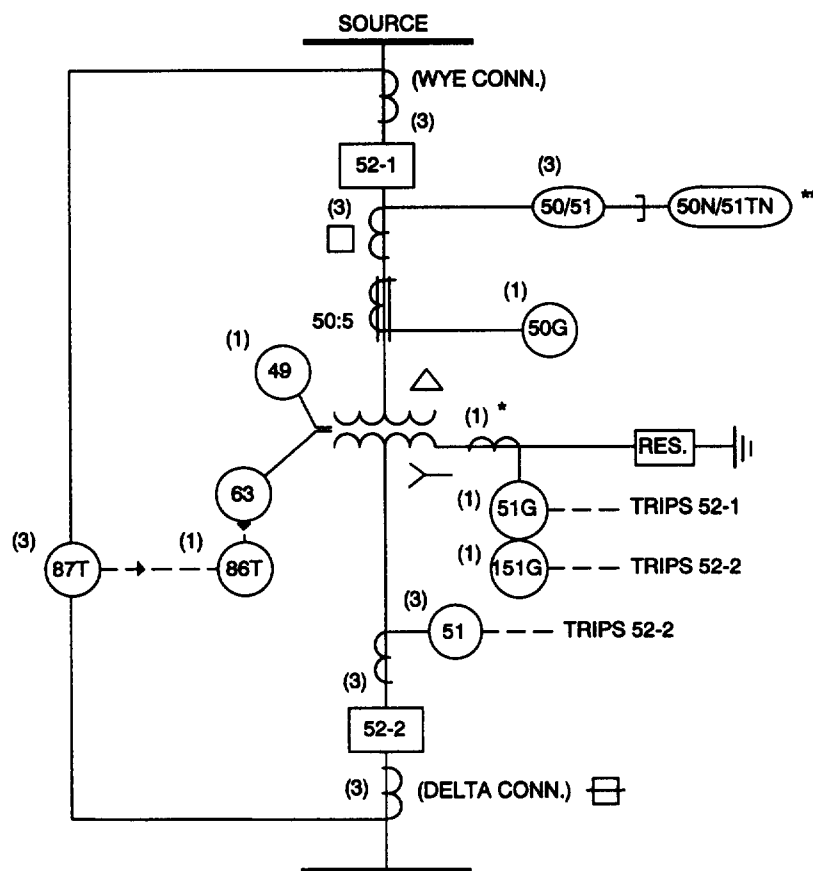 SOURCE
(WYE CONN.)
(3)
52-1
(3)
(3)
50/51
50N/51TN
**
50:5
(1)
50G
(1)
49
(1) *
RES.
63
(1)
51G
TRIPS 52-1
(3)
87T
(1)
86T
(1)
151G
TRIPS 52-2
(3)
51
TRIPS 52-2
(3)
52-2
(3)
(DELTA CONN.)